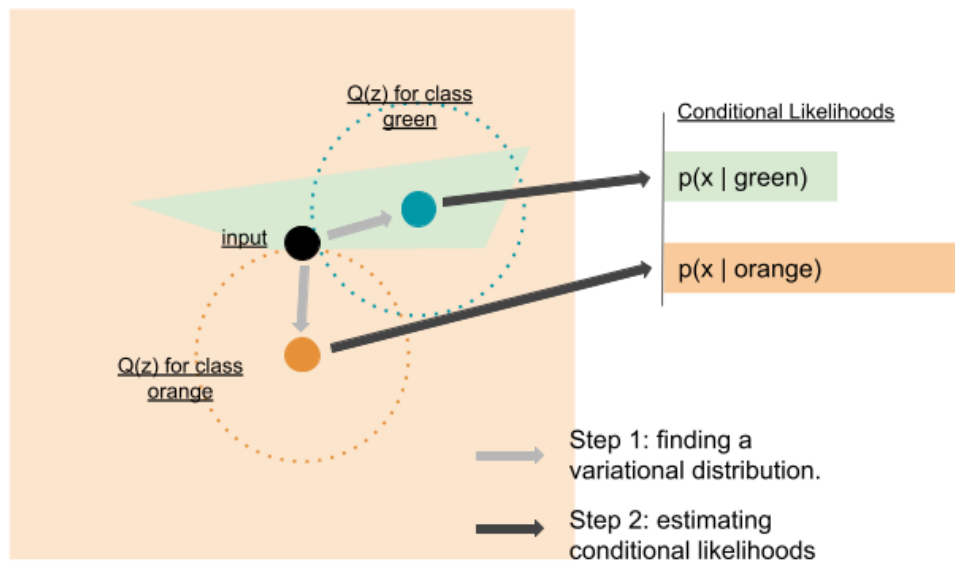 Q(z) for class
green
Conditional Likelihoods
p(x | green)
input
p(x | orange)
Q(z) for class
orange
Step 1: finding a
variational distribution.
Step 2: estimating
conditional likelihoods